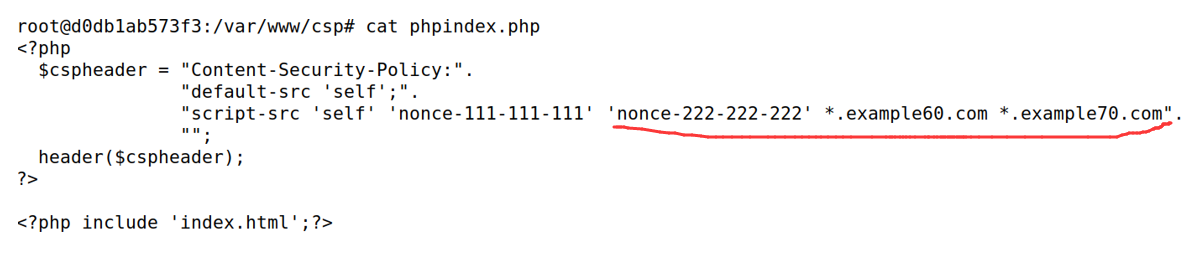 root@d0db1ab573f3:/var/www/csp# cat phpindex.php
<?php
  $cspheader = "Content-Security-Policy:".
               "default-src 'self';".
               "script-src 'self' 'nonce-111-111-111' 'nonce-222-222-222' *.example60.com *.example70.com".
               "";
  header($cspheader);
?>
<?php include 'index.html';?>